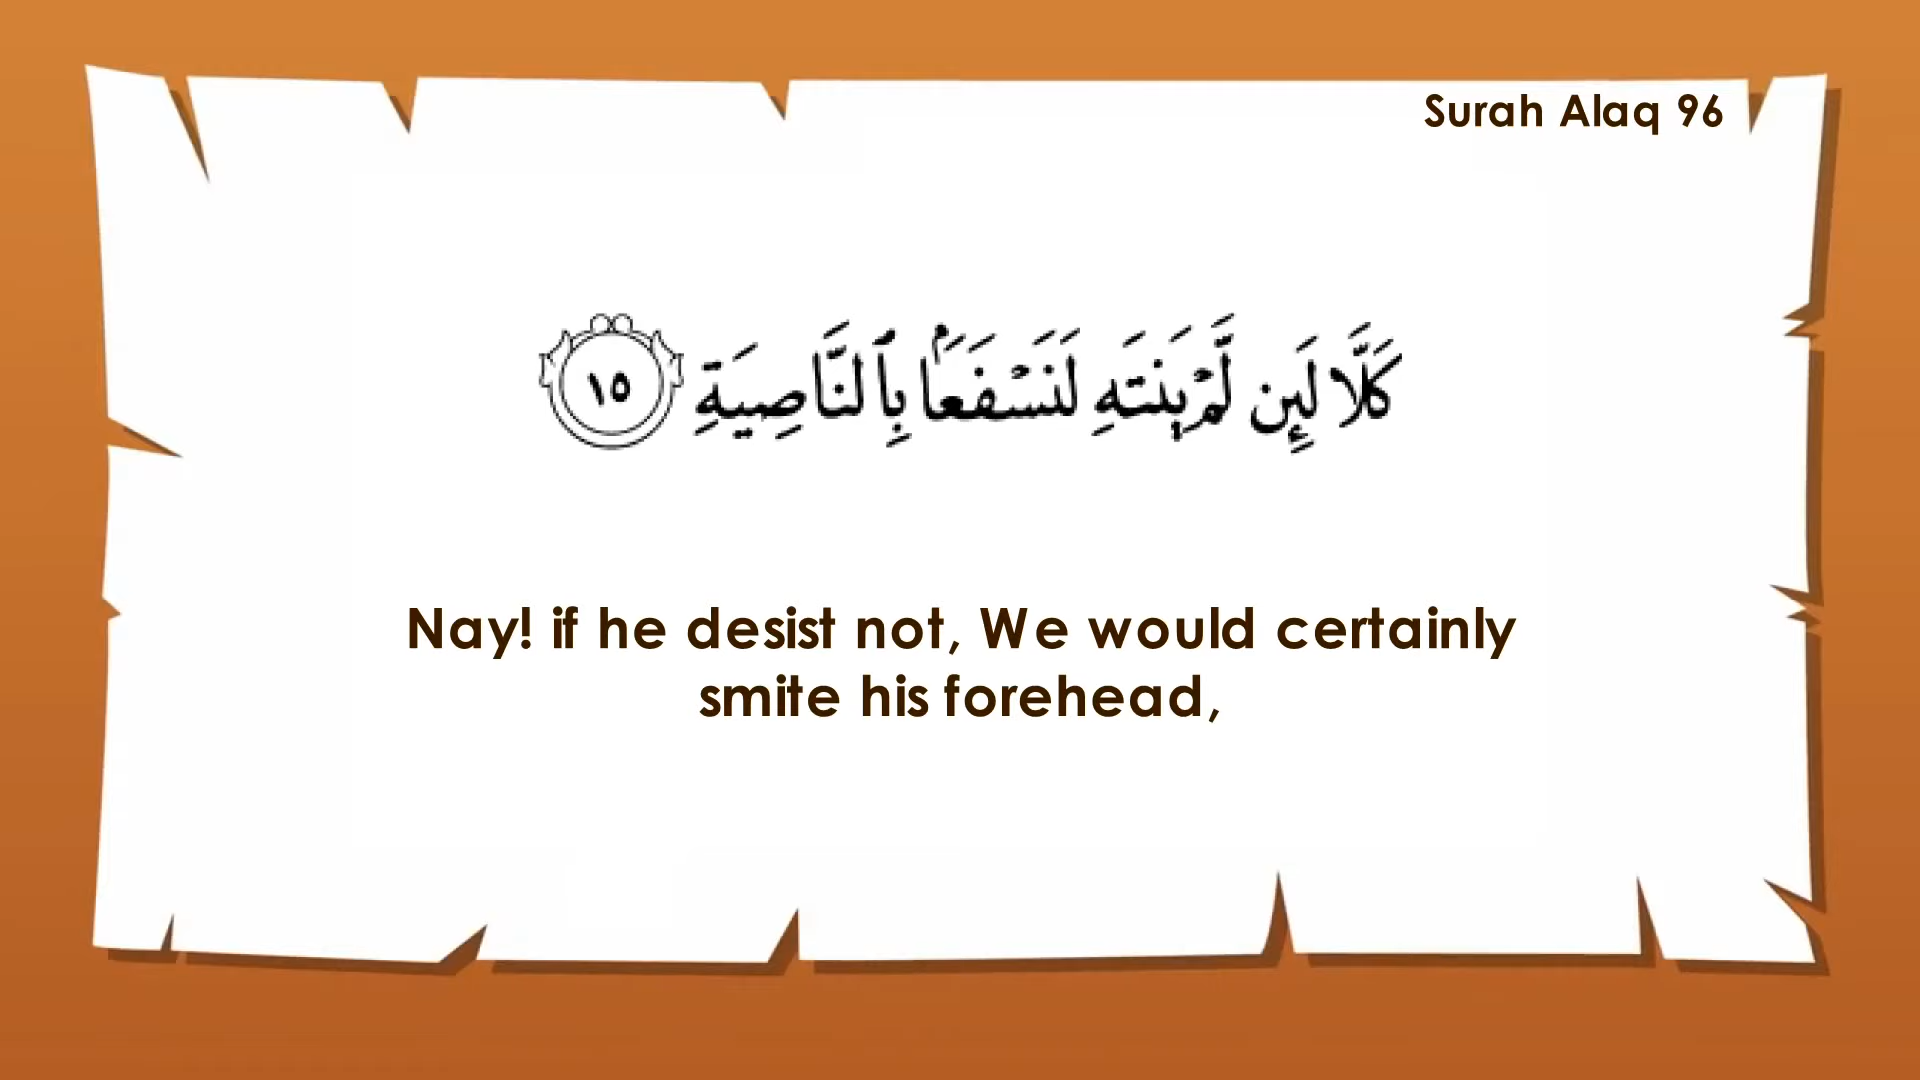 Surah Alaq 96
كَلَّا لَئِن لَّمْ يَنتَهِ لَنَسْفَعًۢا بِٱلنَّاصِيَةِ ١٥
Nay! if he desist not, We would certainly
smite his forehead,